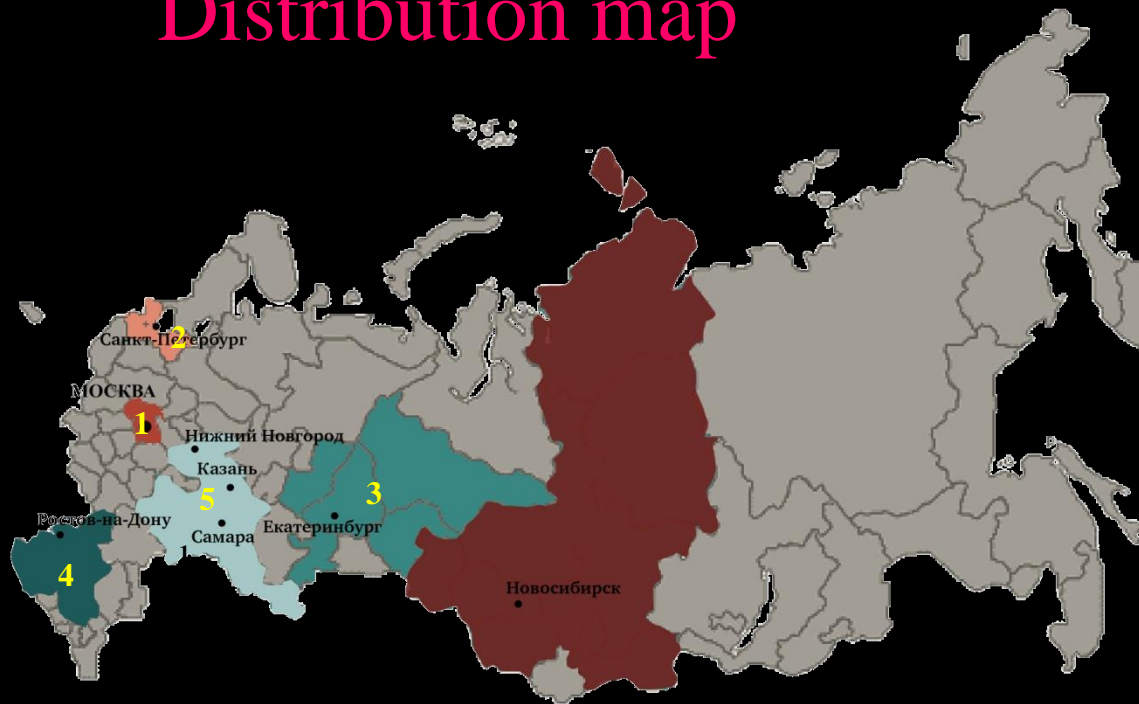 Distribution map
2
Санкт-Петербург
МОСКВА
1
Нижний Новгород
Казань
5
3
Ростов-на-Дону
Екатеринбург
Самара
1
4
Новосибирск